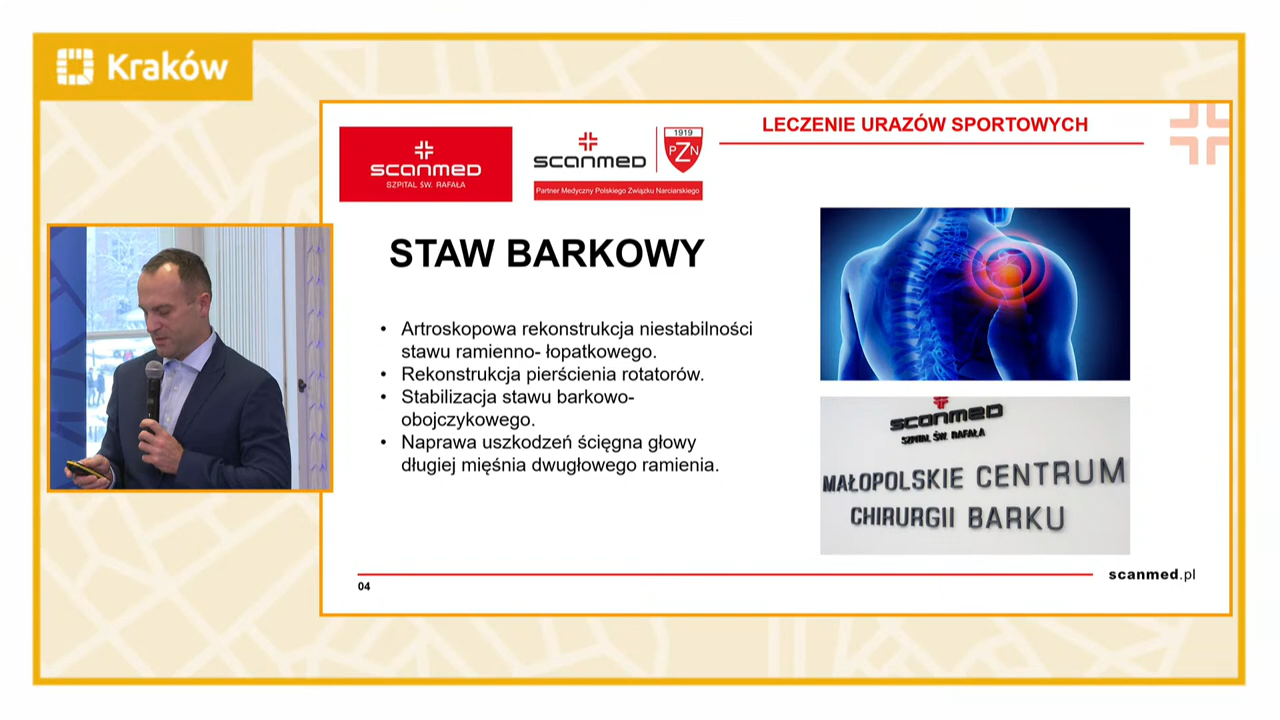 Kraków
scanmed
SZPITAL ŚW. RAFAŁA
scanmed
1919
PZN
Partner Medyczny Polskiego Związku Narciarskiego
LECZENIE URAZÓW SPORTOWYCH
STAW BARKOWY
• Artroskopowa rekonstrukcja niestabilności
stawu ramienno- łopatkowego.
• Rekonstrukcja pierścienia rotatorów.
• Stabilizacja stawu barkowo-
obojczykowego.
• Naprawa uszkodzeń ścięgna głowy
długiej mięśnia dwugłowego ramienia.
scanmed
SZPITAL ŚW. RAFAŁA
MAŁOPOLSKIE CENTRUM
CHIRURGII BARKU
04
scanmed.pl